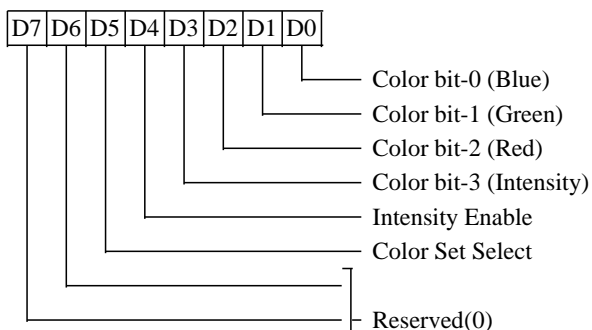 D7 D6 D5 D4 D3 D2 D1 D0
Color bit-0 (Blue)
Color bit-1 (Green)
Color bit-2 (Red)
Color bit-3 (Intensity)
Intensity Enable
Color Set Select
Reserved(0)